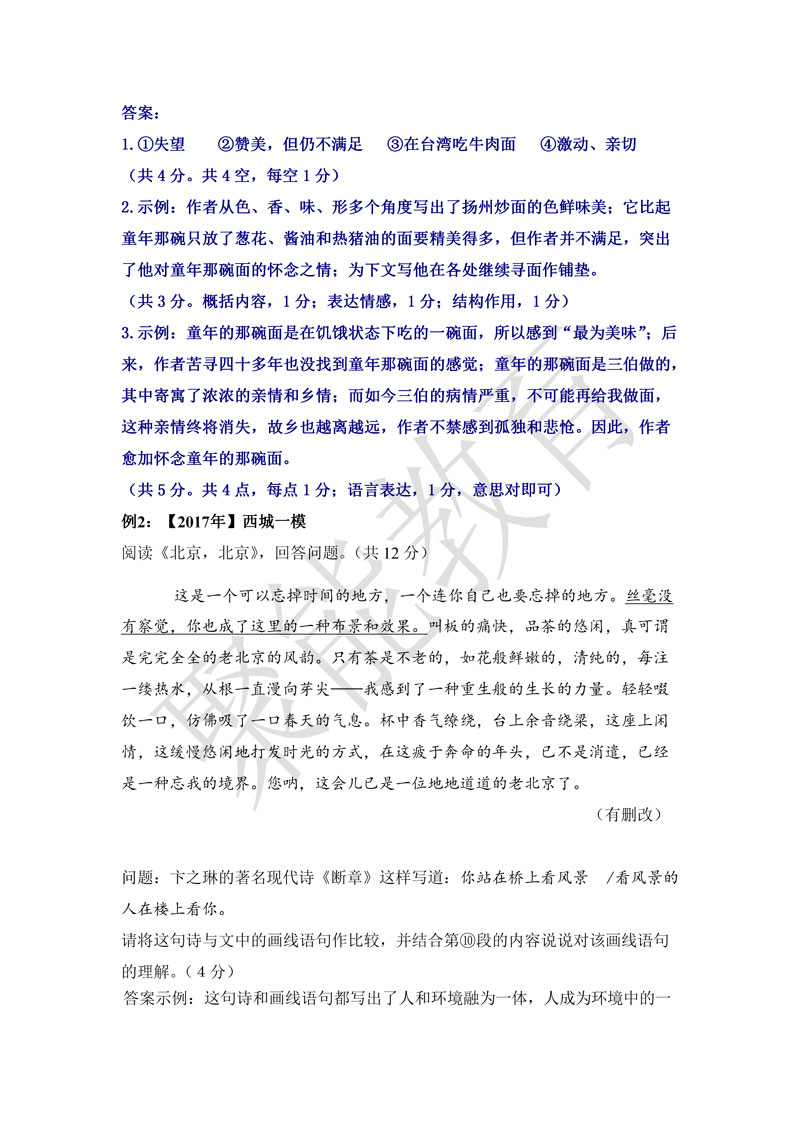 答案：
1.①失望　②赞美，但仍不满足　③在台湾吃牛肉面　④激动、亲切
（共 4 分。共 4 空，每空 1 分）
2.示例：作者从色、香、味、形多个角度写出了扬州炒面的色鲜味美；它比起
童年那碗只放了葱花、酱油和热猪油的面要精美得多，但作者并不满足，突出
了他对童年那碗面的怀念之情；为下文写他在各处继续寻面作铺垫。
（共 3 分。概括内容，1 分；表达情感，1 分；结构作用，1 分）
3.示例：童年的那碗面是在饥饿状态下吃的一碗面，所以感到“最为美味”；后
来，作者苦寻四十多年也没找到童年那碗面的感觉；童年的那碗面是三伯做的，
其中寄寓了浓浓的亲情和乡情；而如今三伯的病情严重，不可能再给我做面，
这种亲情终将消失，故乡也越离越远，作者不禁感到孤独和悲怆。因此，作者
愈加怀念童年的那碗面。
（共 5 分。共 4 点，每点 1 分；语言表达，1 分，意思对即可）
例2：【2017年】西城一模
阅读《北京，北京》，回答问题。（共 12 分）
这是一个可以忘掉时间的地方，一个连你自己也要忘掉的地方。丝毫没
有察觉，你也成了这里的一种布景和效果。叫板的痛快，品茶的悠闲，真可谓
是完完全全的老北京的风韵。只有茶是不老的，如花般鲜嫩的，清纯的，每注
一缕热水，从根一直漫向芽尖——我感到了一种重生般的生长的力量。轻轻啜
饮一口，仿佛吸了一口春天的气息。杯中香气缭绕，台上余音绕梁，这座上闲
情，这缓慢悠闲地打发时光的方式，在这疲于奔命的年头，已不是消遣，已经
是一种忘我的境界。您呐，这会儿已是一位地地道道的老北京了。
（有删改）
问题：卞之琳的著名现代诗《断章》这样写道：你站在桥上看风景　/看风景的
人在楼上看你。
请将这句诗与文中的画线语句作比较，并结合第⑩段的内容说说对该画线语句
的理解。（ 4 分）
答案示例：这句诗和画线语句都写出了人和环境融为一体，人成为环境中的一
聚能教育